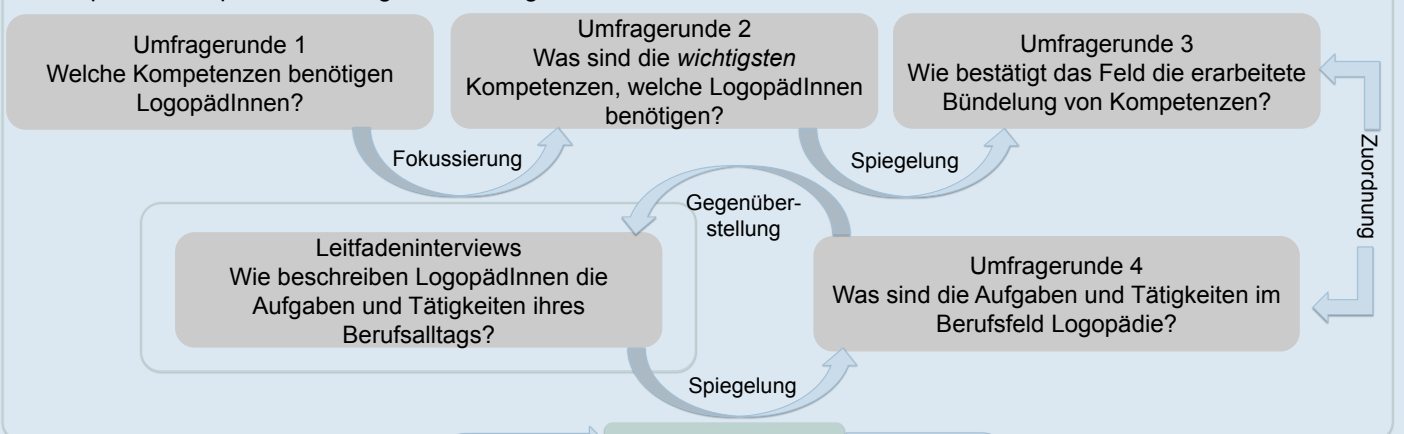 Umfragerunde 1
Welche Kompetenzen benötigen
LogopädInnen?
Umfragerunde 2
Was sind die wichtigsten
Kompetenzen, welche LogopädInnen
benötigen?
Umfragerunde 3
Wie bestätigt das Feld die erarbeitete
Bündelung von Kompetenzen?
Fokussierung
Spiegelung
Zuordnung
Gegenüber-
stellung
Leitfadeninterviews
Wie beschreiben LogopädInnen die
Aufgaben und Tätigkeiten ihres
Berufsalltags?
Umfragerunde 4
Was sind die Aufgaben und Tätigkeiten im
Berufsfeld Logopädie?
Spiegelung